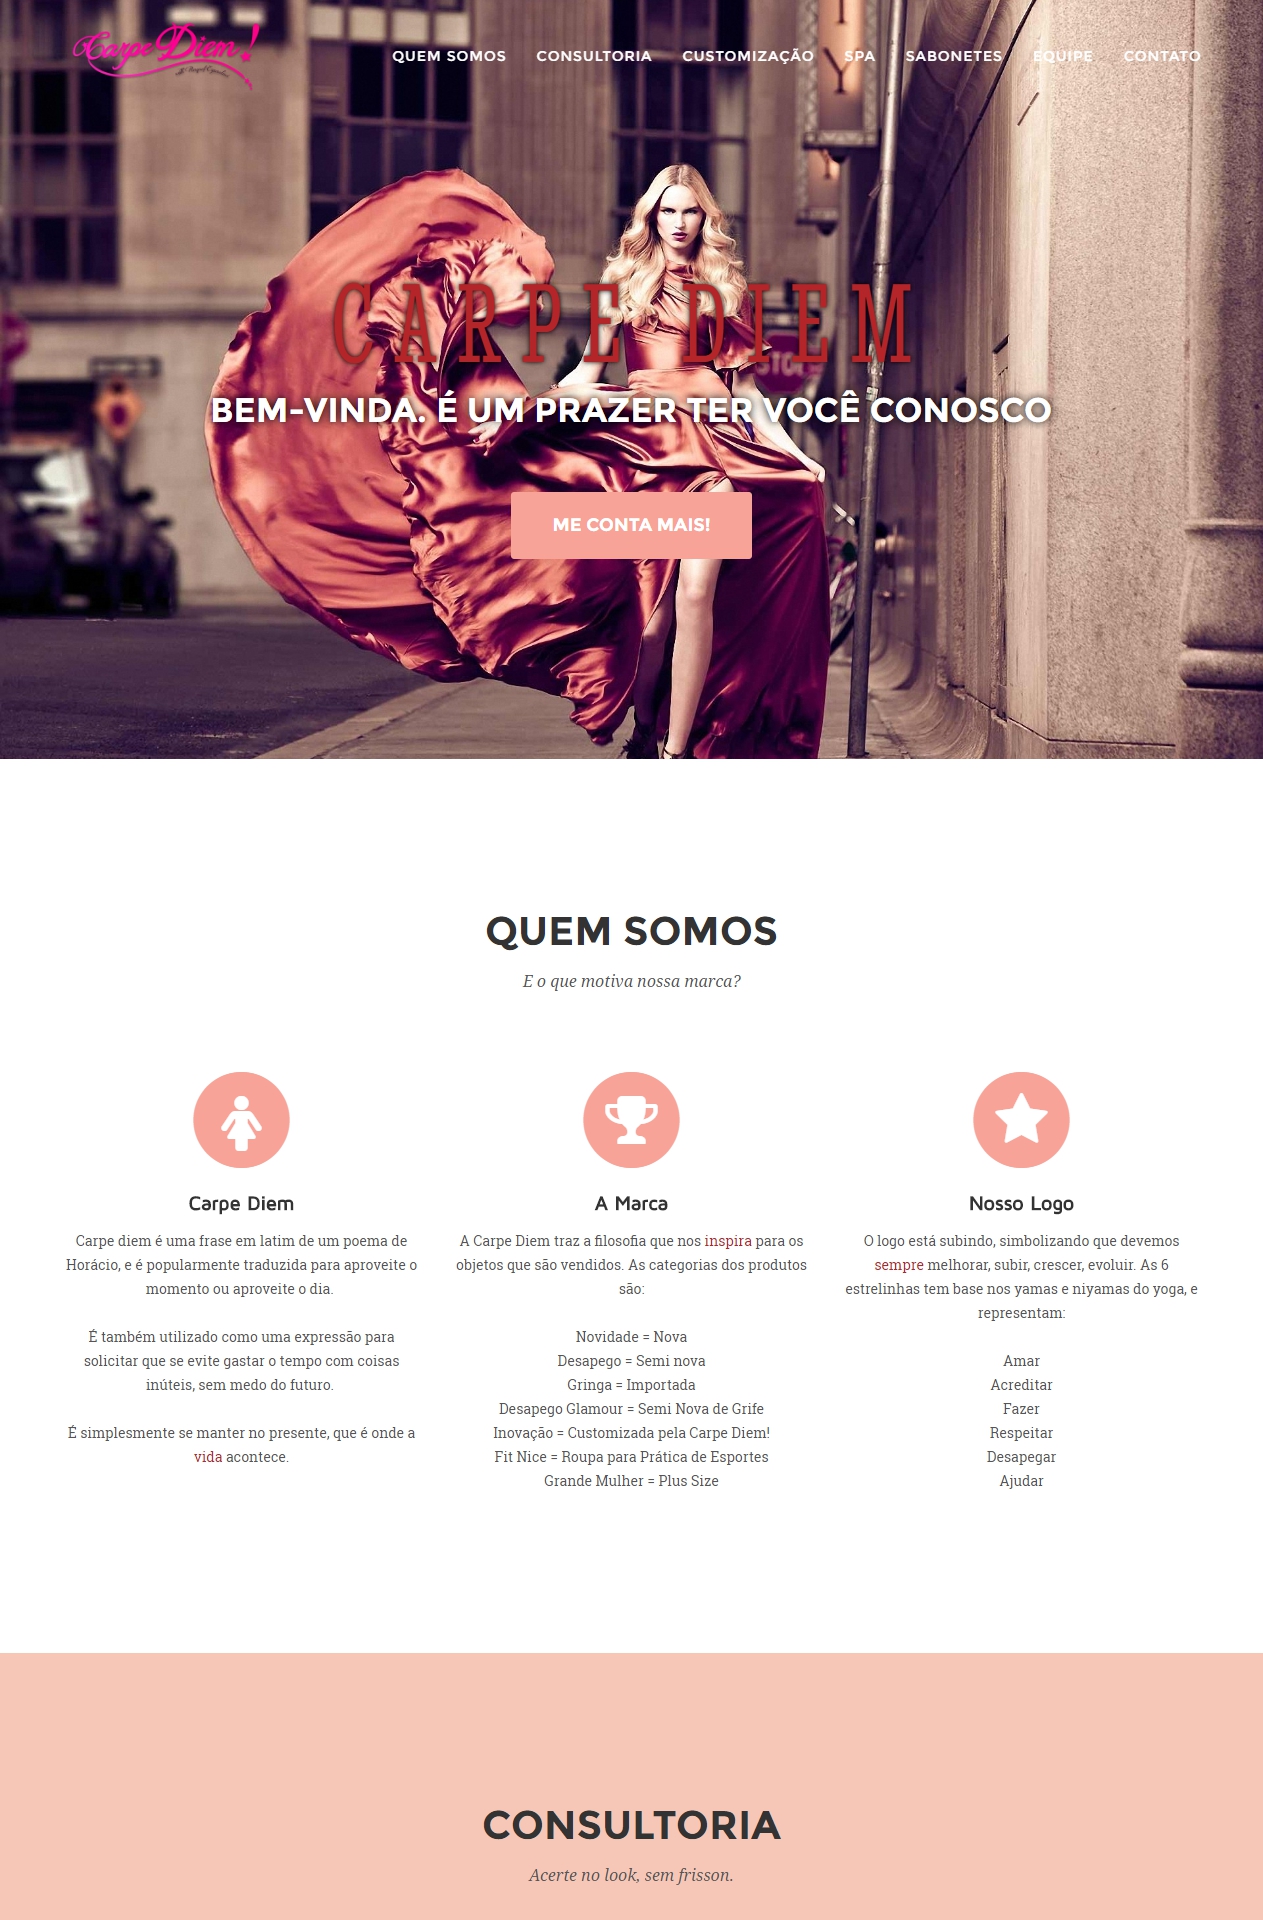 Carpe Diem!
QUEM SOMOS CONSULTORIA CUSTOMIZAÇÃO SPA SABONETES EQUIPE CONTATO
CARPE DIEM
BEM-VINDA. É UM PRAZER TER VOCÊ CONOSCO
ME CONTA MAIS!
QUEM SOMOS
E o que motiva nossa marca?
Carpe Diem
Carpe diem é uma frase em latim de um poema de
Horácio, e é popularmente traduzida para aproveite o
momento ou aproveite o dia.
É também utilizado como uma expressão para
solicitar que se evite gastar o tempo com coisas
inúteis, sem medo do futuro.
É simplesmente se manter no presente, que é onde a
vida acontece.
A Marca
A Carpe Diem traz a filosofia que nos inspira para os
objetos que são vendidos. As categorias dos produtos
são:
Novidade = Nova
Desapego = Semi nova
Gringa = Importada
Desapego Glamour = Semi Nova de Grife
Inovação = Customizada pela Carpe Diem!
Fit Nice = Roupa para Prática de Esportes
Grande Mulher = Plus Size
Nosso Logo
O logo está subindo, simbolizando que devemos
sempre melhorar, subir, crescer, evoluir. As 6
estrelinhas tem base nos yamas e niyamas do yoga, e
representam:
Amar
Acreditar
Fazer
Respeitar
Desapegar
Ajudar
CONSULTORIA
Acerte no look, sem frisson.